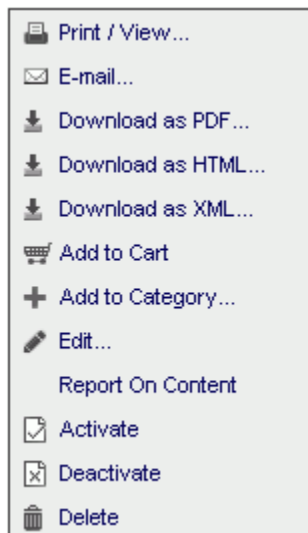 Print / View...
E-mail...
Download as PDF...
Download as HTML...
Download as XML...
Add to Cart
Add to Category...
Edit...
Report On Content
Activate
Deactivate
Delete